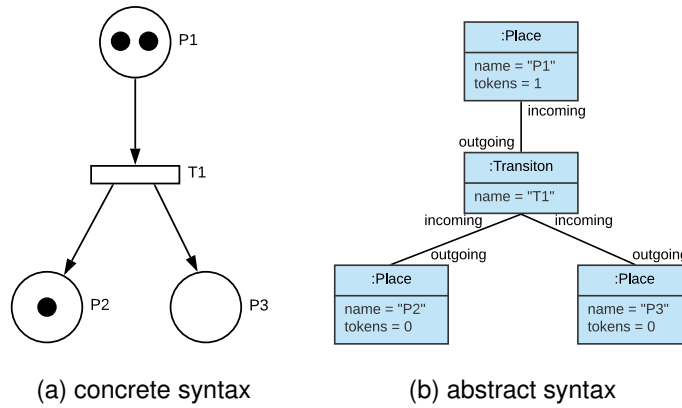 P1
T1
P2
P3
(a) concrete syntax
:Place
name = "P1"
tokens = 1
incoming
outgoing
:Transiton
name = "T1"
incoming
incoming
outgoing
outgoing
:Place
name = "P2"
tokens = 0
:Place
name = "P3"
tokens = 0
(b) abstract syntax